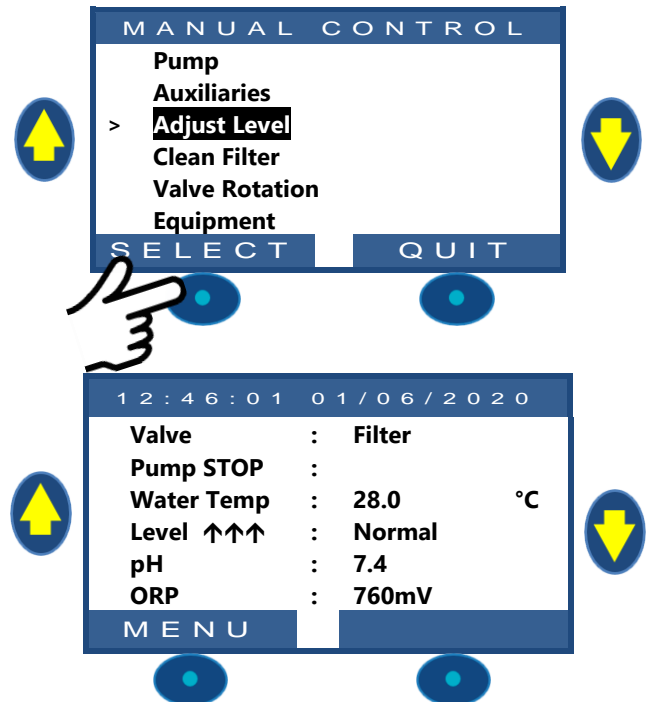 MANUAL CONTROL
Pump
Auxiliaries
> Adjust Level
Clean Filter
Valve Rotation
Equipment
SELECT QUIT
12:46:01 01/06/2020
Valve : Filter
Pump STOP :
Water Temp : 28.0 °C
Level ↑↑↑ : Normal
pH : 7.4
ORP : 760mV
MENU